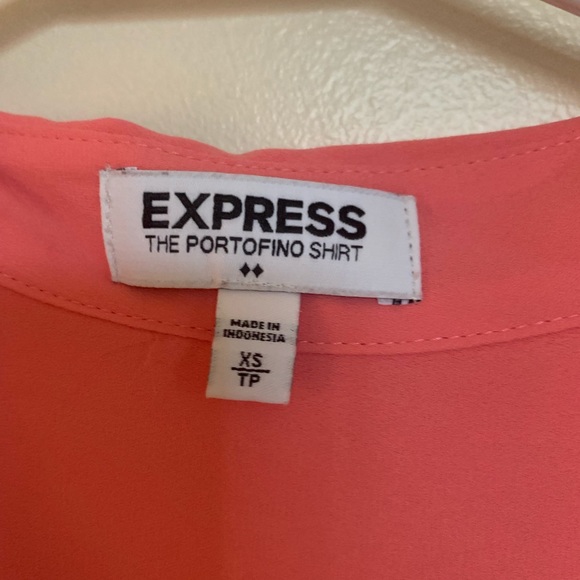 EXPRESS
THE PORTOFINO SHIRT
MADE IN
INDONESIA
XS
TP